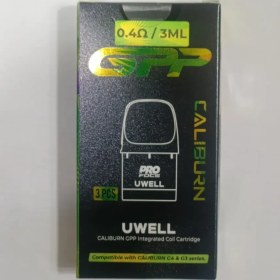 0.4Ω / 3ML
GPP
CALIBURN
PRO
FOCS
UWELL
3 PCS
UWELL
CALIBURN GPP Integrated Coil Cartridge
Compatible with CALIBURN G4 & G3 series